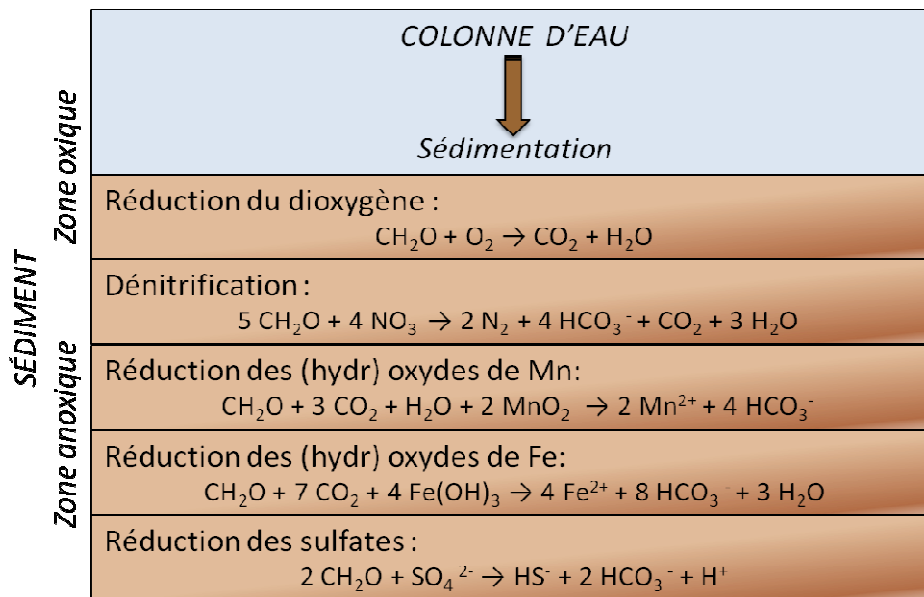 COLONNE D'EAU
Sédimentation
Zone oxique
SÉDIMENT
Zone anoxique
Réduction du dioxygène :
CH₂O + O₂ → CO₂ + H₂O
Dénitrification :
5 CH₂O + 4 NO₃ → 2 N₂ + 4 HCO₃⁻ + CO₂ + 3 H₂O
Réduction des (hydr) oxydes de Mn:
CH₂O + 3 CO₂ + H₂O + 2 MnO₂ → 2 Mn²⁺ + 4 HCO₃⁻
Réduction des (hydr) oxydes de Fe:
CH₂O + 7 CO₂ + 4 Fe(OH)₃ → 4 Fe²⁺ + 8 HCO₃⁻ + 3 H₂O
Réduction des sulfates :
2 CH₂O + SO₄²⁻ → HS⁻ + 2 HCO₃⁻ + H⁺